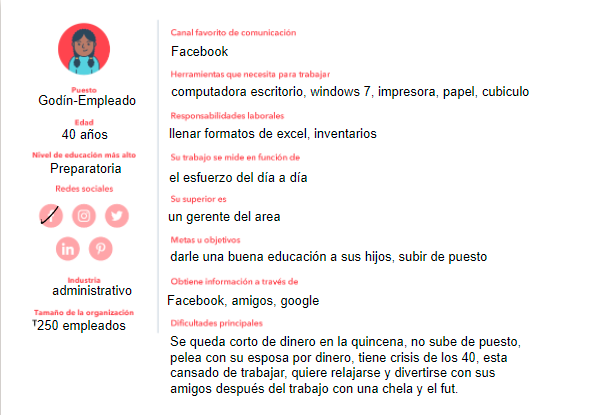 Puesto
Godín-Empleado
Edad
40 años
Nivel de educación más alto
Preparatoria
Redes sociales
Industria
administrativo
Tamaño de la organización
T250 empleados
Canal favorito de comunicación
Facebook
Herramientas que necesita para trabajar
computadora escritorio, windows 7, impresora, papel, cubiculo
Responsabilidades laborales
llenar formatos de excel, inventarios
Su trabajo se mide en función de
el esfuerzo del día a día
Su superior es
un gerente del area
Metas u objetivos
darle una buena educación a sus hijos, subir de puesto
Obtiene información a través de
Facebook, amigos, google
Dificultades principales
Se queda corto de dinero en la quincena, no sube de puesto,
pelea con su esposa por dinero, tiene crisis de los 40, esta
cansado de trabajar, quiere relajarse y divertirse con sus
amigos después del trabajo con una chela y el fut.